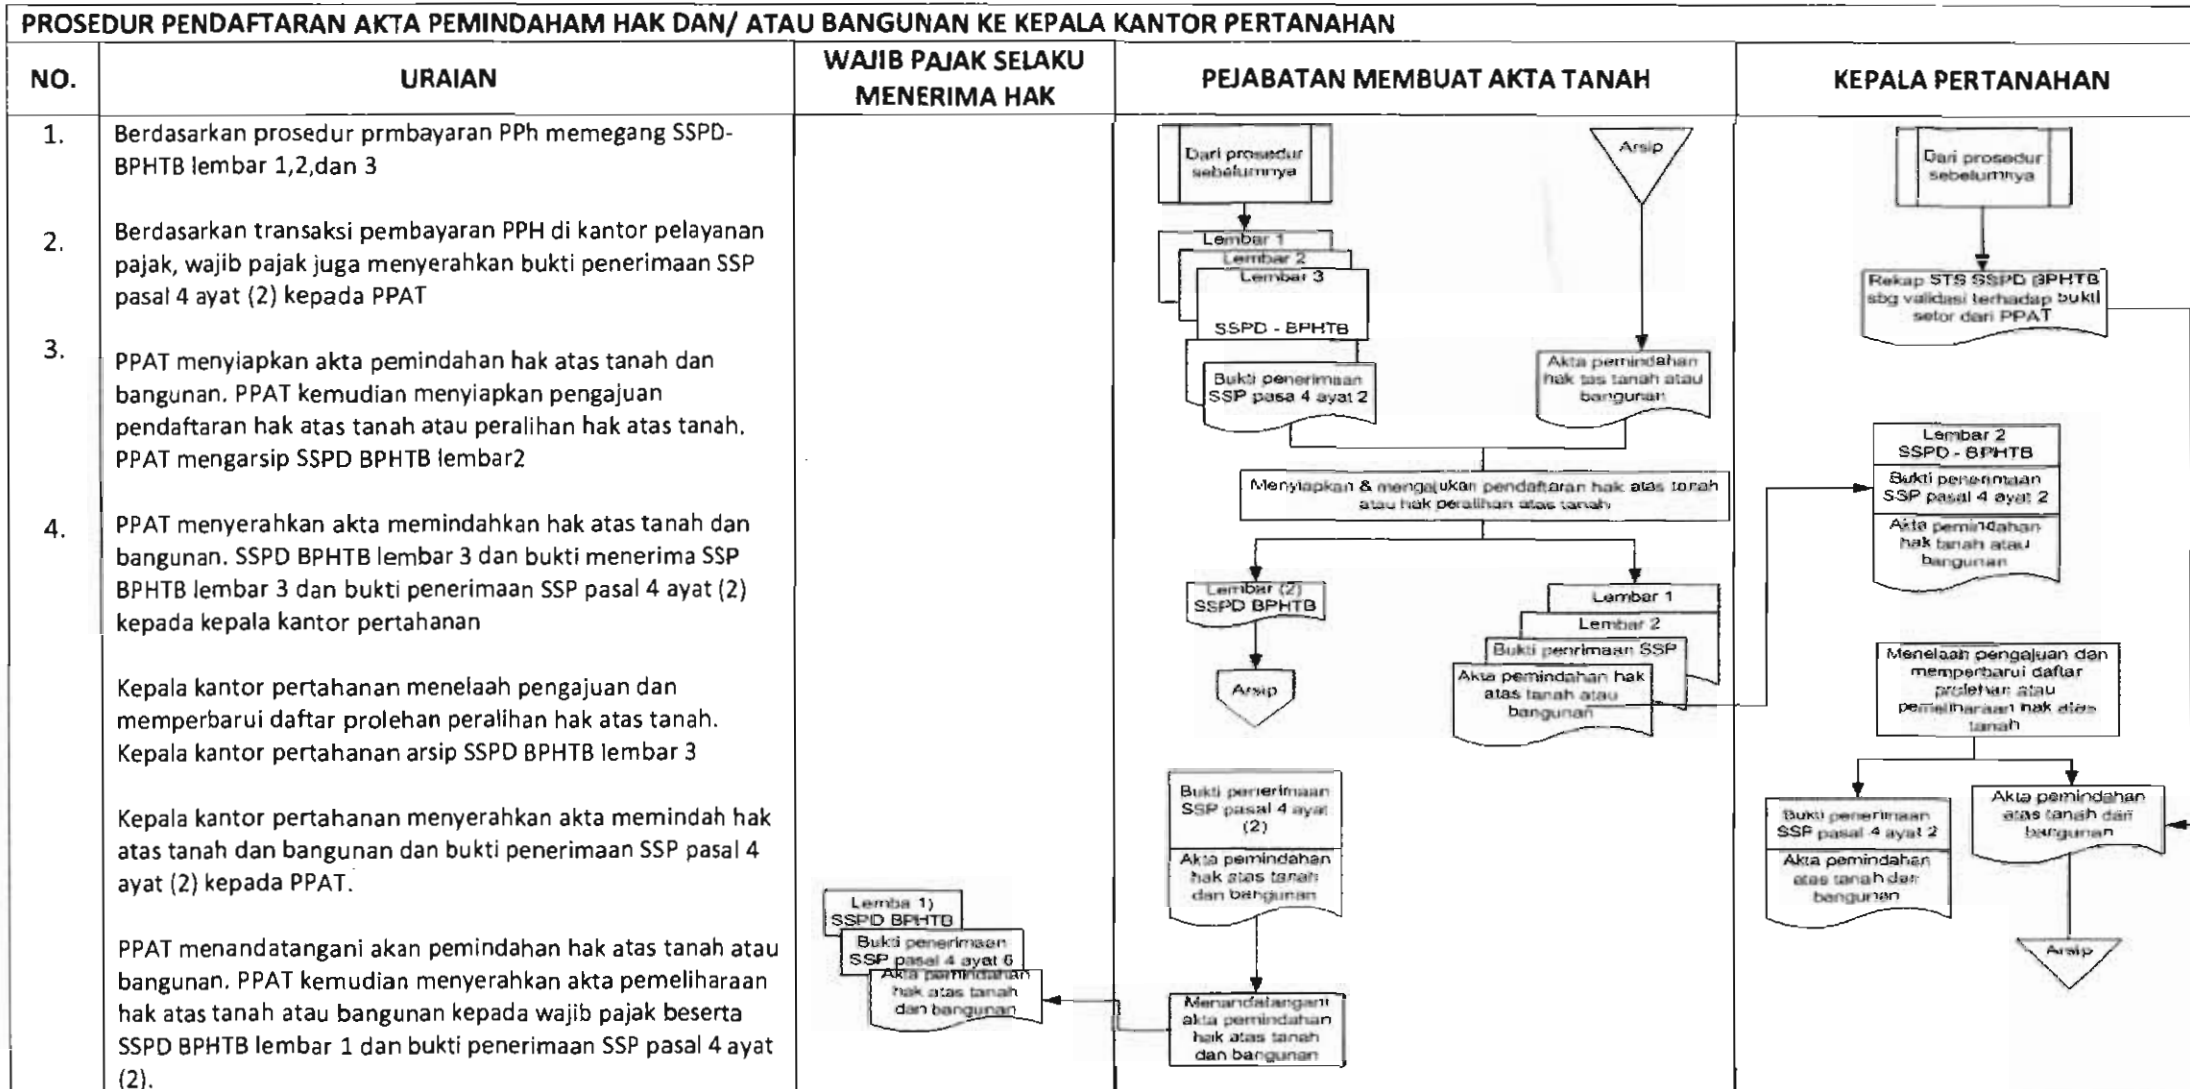 PROSEDUR PENDAFTARAN AKTA PEMINDAHAM HAK DAN/ ATAU BANGUNAN KE KEPALA KANTOR PERTANAHAN
NO.
URAIAN
WAJIB PAJAK SELAKU
MENERIMA HAK
PEJABATAN MEMBUAT AKTA TANAH
KEPALA PERTANAHAN
1.
Berdasarkan prosedur prmbayaran PPh memegang SSPD-
BPHTB lembar 1,2,dan 3
2.
Berdasarkan transaksi pembayaran PPH di kantor pelayanan
pajak, wajib pajak juga menyerahkan bukti penerimaan SSP
pasal 4 ayat (2) kepada PPAT
3.
PPAT menyiapkan akta pemindahan hak atas tanah dan
bangunan. PPAT kemudian menyiapkan pengajuan
pendaftaran hak atas tanah atau peralihan hak atas tanah.
PPAT mengarsip SSPD BPHTB lembar2
4.
PPAT menyerahkan akta memindahkan hak atas tanah dan
bangunan. SSPD BPHTB lembar 3 dan bukti menerima SSP
BPHTB lembar 3 dan bukti penerimaan SSP pasal 4 ayat (2)
kepada kepala kantor pertahanan
Kepala kantor pertahanan menelaah pengajuan dan
memperbarui daftar prolehan peralihan hak atas tanah.
Kepala kantor pertahanan arsip SSPD BPHTB lembar 3
Kepala kantor pertahanan menyerahkan akta memindah hak
atas tanah dan bangunan dan bukti penerimaan SSP pasal 4
ayat (2) kepada PPAT.
PPAT menandatangani akan pemindahan hak atas tanah atau
bangunan. PPAT kemudian menyerahkan akta pemeliharaan
hak atas tanah atau bangunan kepada wajib pajak beserta
SSPD BPHTB lembar 1 dan bukti penerimaan SSP pasal 4 ayat
(2).
Lemba 1)
SSPD BPHTB
Bukti penerimaan
SSP pasal 4 ayat 6
Akta pemindahan
hak atas tanah
dan bangunan
Dari prosedur
sebelumnya
Lembar 1
Lembar 2
Lembar 3
SSPD - BPHTB
Bukti penerimaan
SSP pasa 4 ayat 2
Arsip
Akta pemindahan
hak tas tanah atau
bangunan
Menyiapkan & mengajukan pendaftaran hak atas tanah
atau hak peralihan atas tanah
Lembar (2)
SSPD BPHTB
Arsip
Lembar 1
Lembar 2
Bukti penrimaan SSP
Akta pemindahan hak
atas tanah atau
bangunan
Bukti penerimaan
SSP pasal 4 ayat
(2)
Akta pemindahan
hak atas tanah
dan bangunan
Menandatangani
akta pemindahan
hak atas tanah
dan bangunan
Dari prosedur
sebelumnya
Rekap STS SSPD BPHTB
sbg validasi terhadap bukti
setor dari PPAT
Lembar 2
SSPD - BPHTB
Bukti penerimaan
SSP pasal 4 ayat 2
Akta pemindahan
hak tanah atau
bangunan
Menelaah pengajuan dan
memperbarui daftar
prolehan atau
pemeliharaan hak atas
tanah
Bukti penerimaan
SSP pasal 4 ayat 2
Akta pemindahan
atas tanah dan
bangunan
Akta pemindahan
atas tanah dan
bangunan
Arsip